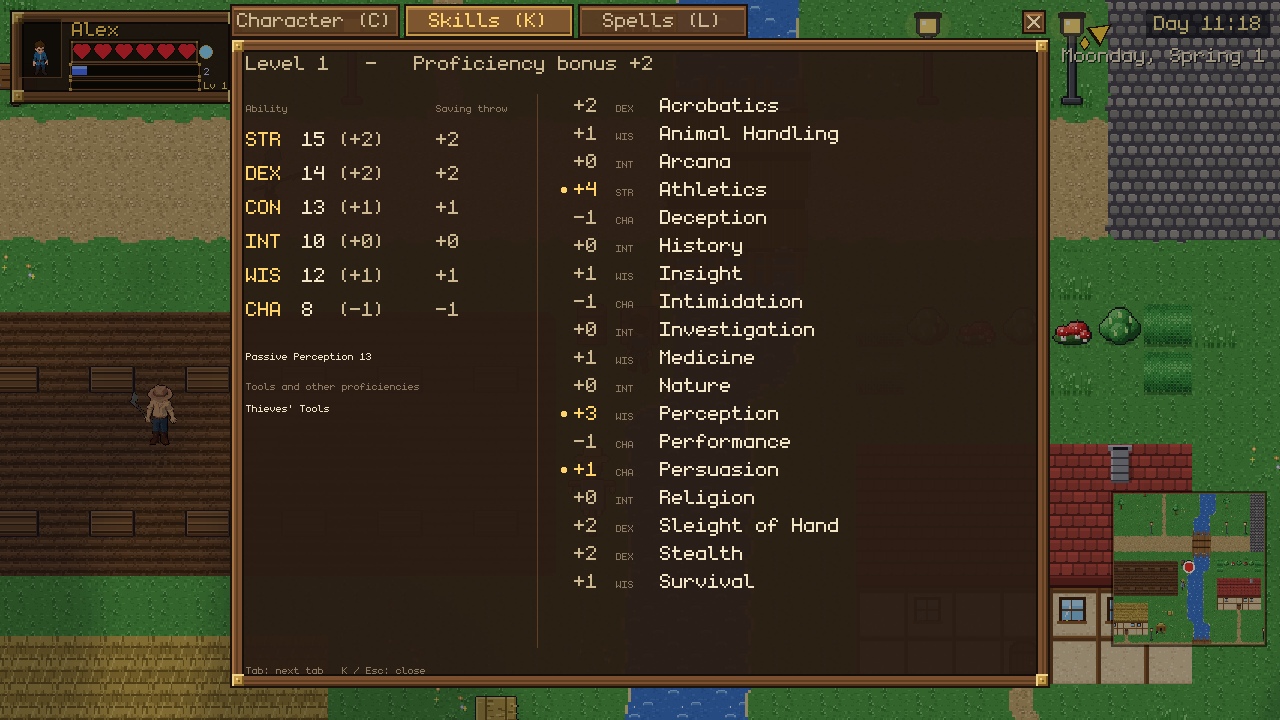 Character (C)
Skills (K)
Spells (L)
Alex
2
Lv 1
Day 11:18
Moonday, Spring 1
Level 1 - Proficiency bonus +2
Ability Saving throw
STR 15 (+2) +2
DEX 14 (+2) +2
CON 13 (+1) +1
INT 10 (+0) +0
WIS 12 (+1) +1
CHA 8 (-1) -1
Passive Perception 13
Tools and other proficiencies
Thieves' Tools
+2 DEX Acrobatics
+1 WIS Animal Handling
+0 INT Arcana
• +4 STR Athletics
-1 CHA Deception
+0 INT History
+1 WIS Insight
-1 CHA Intimidation
+0 INT Investigation
+1 WIS Medicine
+0 INT Nature
• +3 WIS Perception
-1 CHA Performance
• +1 CHA Persuasion
+0 INT Religion
+2 DEX Sleight of Hand
+2 DEX Stealth
+1 WIS Survival
Tab: next tab K / Esc: close